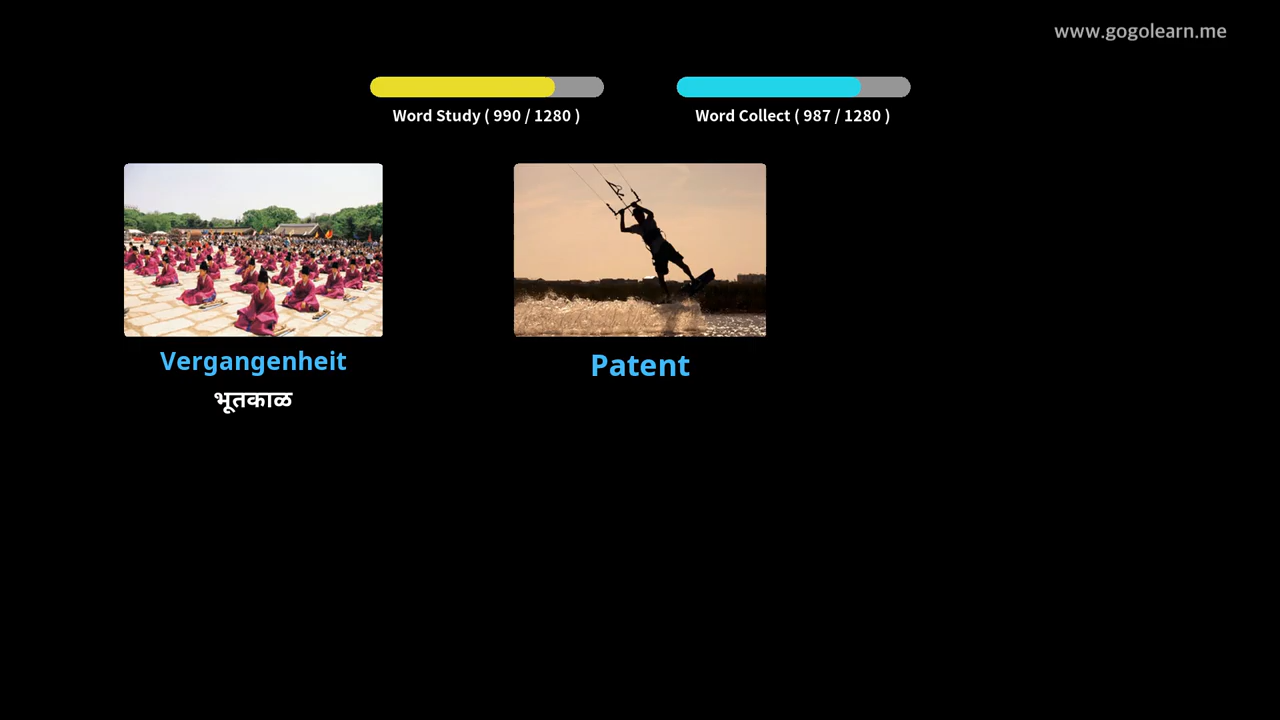 www.gogolearn.me
Word Study ( 990 / 1280 )
Word Collect ( 987 / 1280 )
Vergangenheit
Patent
भूतकाळ